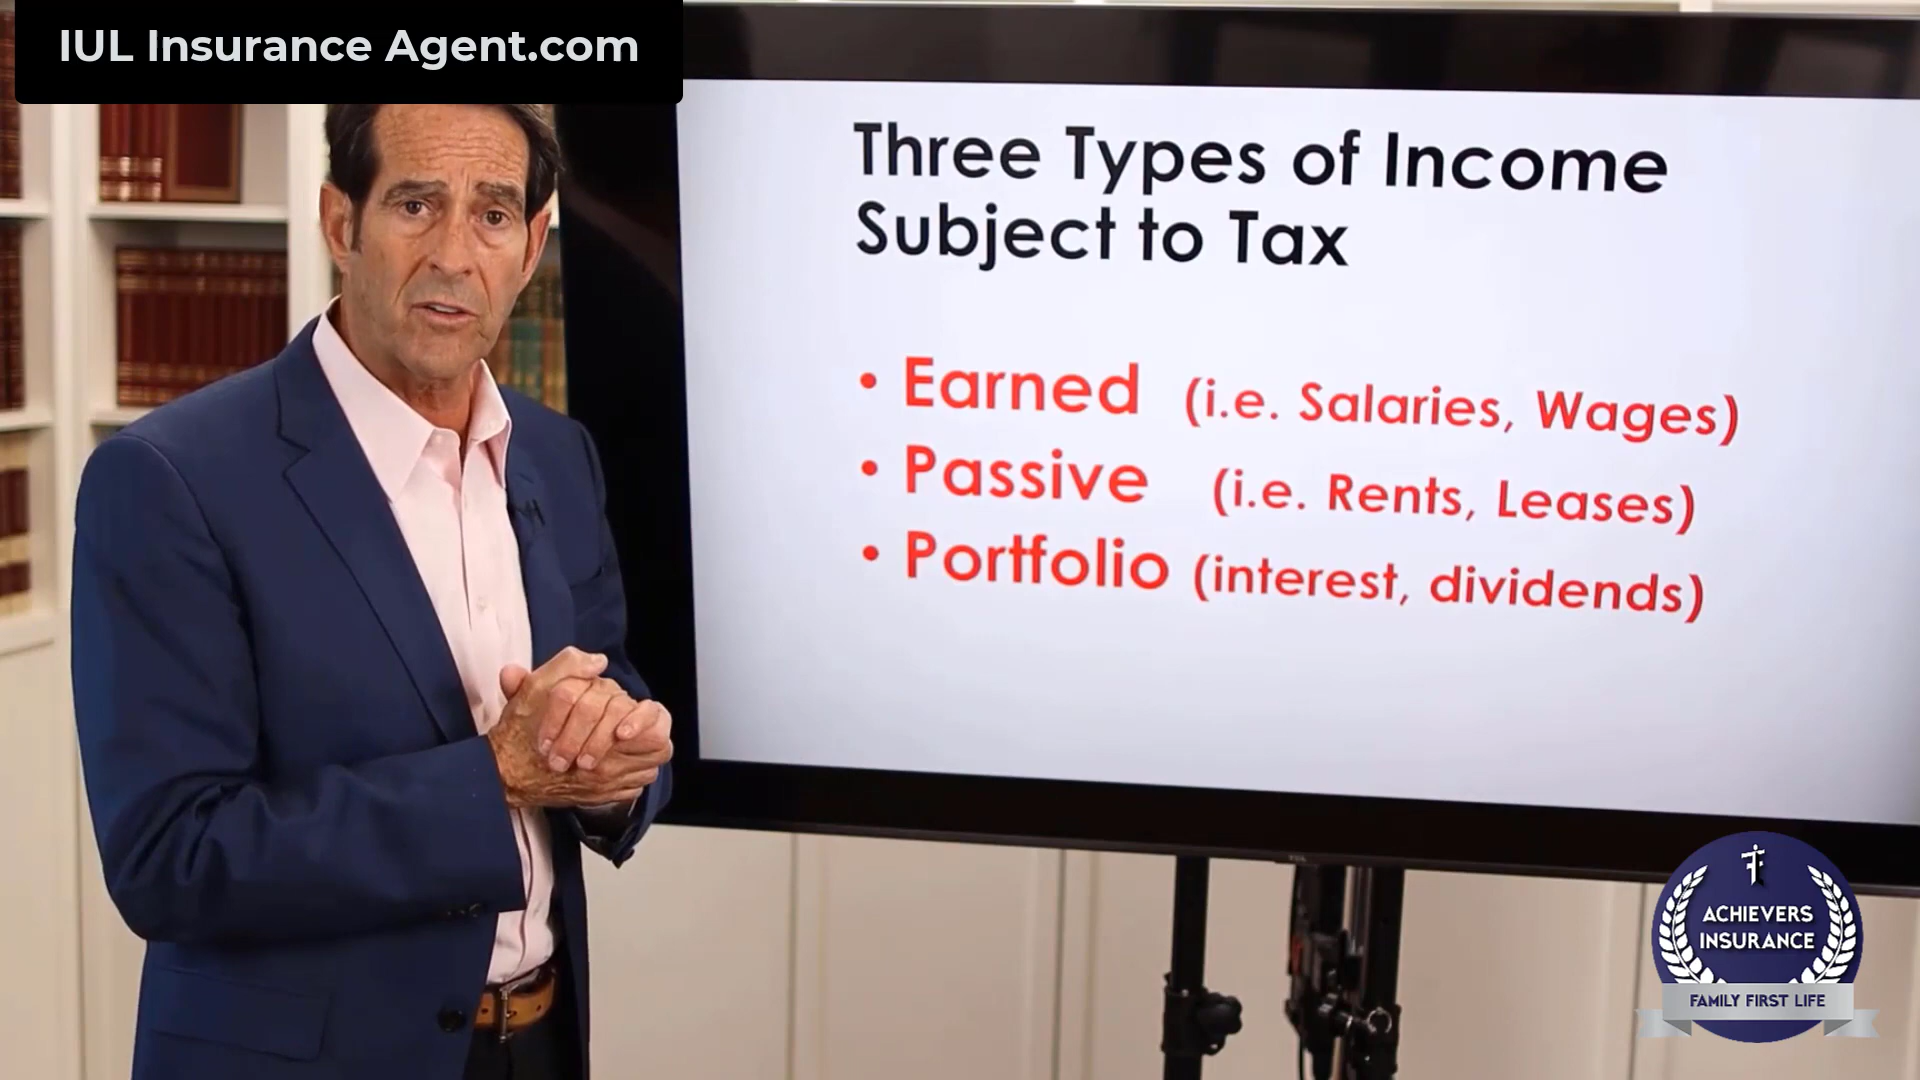 IUL Insurance Agent.com
Three Types of Income
Subject to Tax
• Earned (i.e. Salaries, Wages)
• Passive (i.e. Rents, Leases)
• Portfolio (interest, dividends)
ACHIEVERS
INSURANCE
FAMILY FIRST LIFE